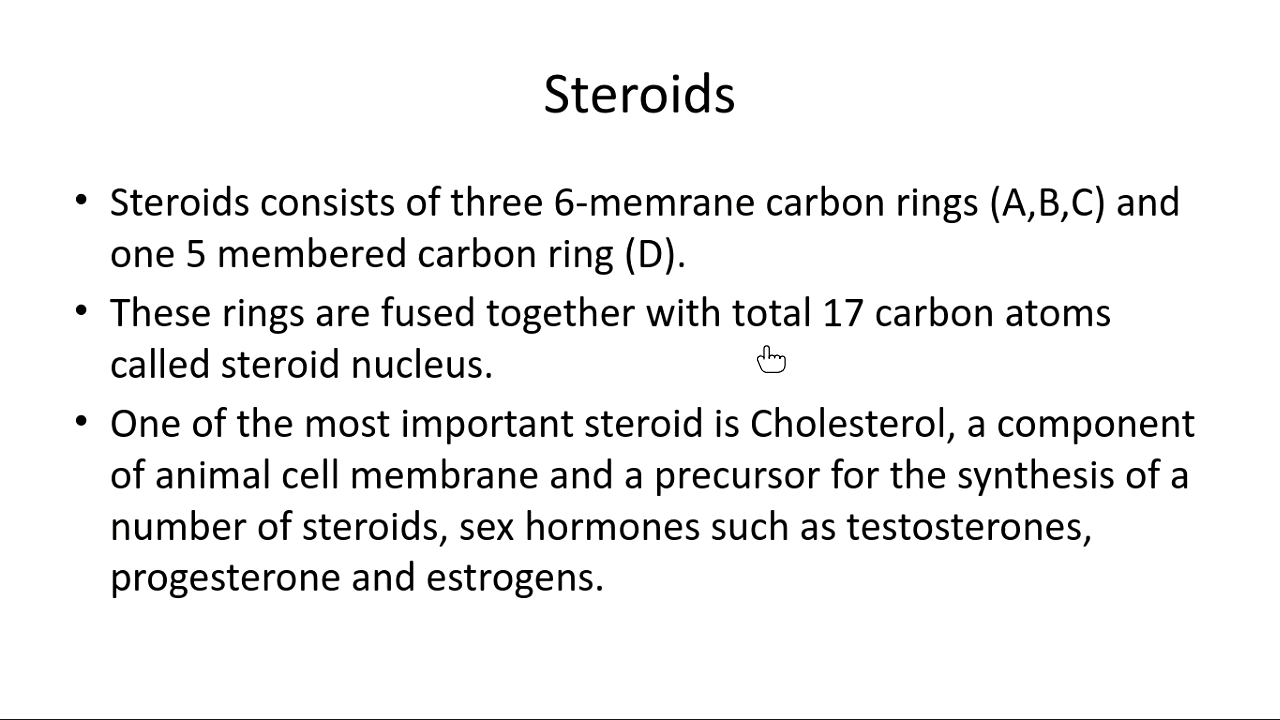 Steroids
• Steroids consists of three 6-memrane carbon rings (A,B,C) and
one 5 membered carbon ring (D).
• These rings are fused together with total 17 carbon atoms
called steroid nucleus.
• One of the most important steroid is Cholesterol, a component
of animal cell membrane and a precursor for the synthesis of a
number of steroids, sex hormones such as testosterones,
progesterone and estrogens.